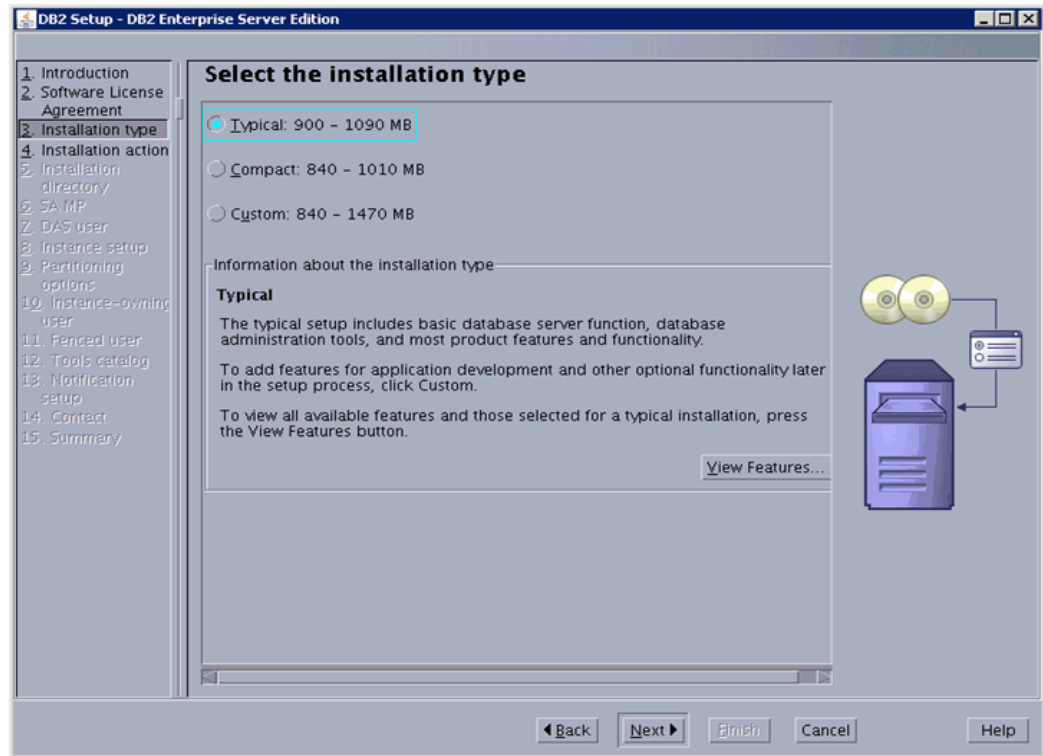 DB2 Setup - DB2 Enterprise Server Edition
1. Introduction
2. Software License
Agreement
3. Installation type
4. Installation action
5. Installation
directory
6. SA MP
7. DAS user
8. Instance setup
9. Partitioning
options
10. Instance-owning
user
11. Fenced user
12. Tools catalog
13. Notification
setup
14. Contact
15. Summary
Select the installation type
Typical: 900 - 1090 MB
Compact: 840 - 1010 MB
Custom: 840 - 1470 MB
Information about the installation type
Typical
The typical setup includes basic database server function, database
administration tools, and most product features and functionality.
To add features for application development and other optional functionality later
in the setup process, click Custom.
To view all available features and those selected for a typical installation, press
the View Features button.
View Features...
Back
Next
Finish
Cancel
Help